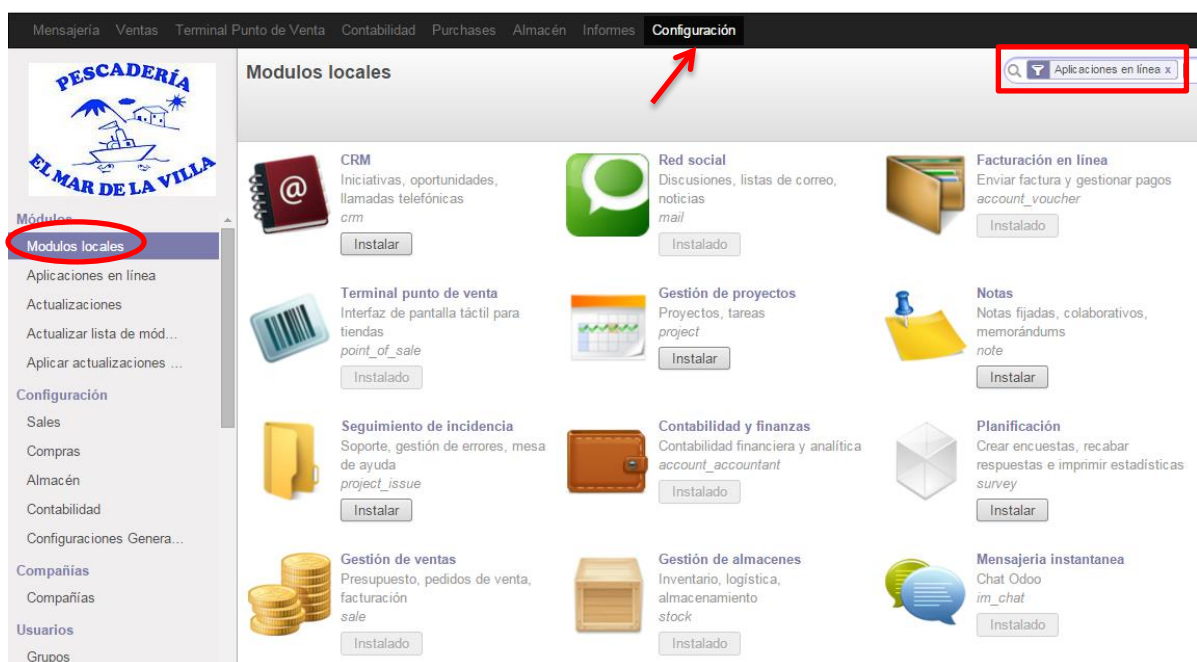 Mensajería Ventas Terminal Punto de Venta Contabilidad Purchases Almacén Informes Configuración
PESCADERÍA
EL MAR DE LA VILLA
Módulos
Modulos locales
Aplicaciones en línea
Actualizaciones
Actualizar lista de mód...
Aplicar actualizaciones ...
Configuración
Sales
Compras
Almacén
Contabilidad
Configuraciones Genera...
Compañías
Compañías
Usuarios
Grupos
Modulos locales
Aplicaciones en línea x
CRM
Iniciativas, oportunidades,
llamadas telefónicas
crm
Instalar
Red social
Discusiones, listas de correo,
noticias
mail
Instalado
Facturación en línea
Enviar factura y gestionar pagos
account_voucher
Instalado
Terminal punto de venta
Interfaz de pantalla táctil para
tiendas
point_of_sale
Instalado
Gestión de proyectos
Proyectos, tareas
project
Instalar
Notas
Notas fijadas, colaborativos,
memorándums
note
Instalar
Seguimiento de incidencia
Soporte, gestión de errores, mesa
de ayuda
project_issue
Instalar
Contabilidad y finanzas
Contabilidad financiera y analítica
account_accountant
Instalado
Planificación
Crear encuestas, recabar
respuestas e imprimir estadísticas
survey
Instalar
Gestión de ventas
Presupuesto, pedidos de venta,
facturación
sale
Instalado
Gestión de almacenes
Inventario, logística,
almacenamiento
stock
Instalado
Mensajeria instantanea
Chat Odoo
im_chat
Instalado